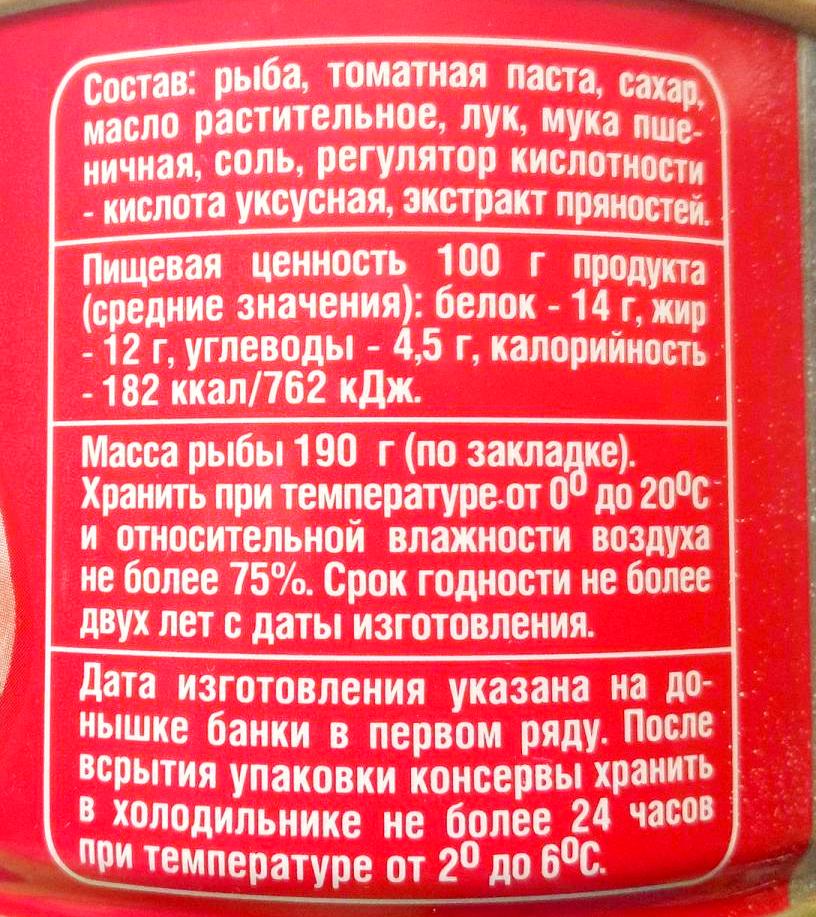 Состав: рыба, томатная паста, сахар,
масло растительное, лук, мука пше-
ничная, соль, регулятор кислотности
- кислота уксусная, экстракт пряностей.
Пищевая ценность 100 г продукта
(средние значения): белок - 14 г, жир
- 12 г, углеводы - 4,5 г, калорийность
- 182 ккал/762 кДж.
Масса рыбы 190 г (по закладке).
Хранить при температуре от 0º до 20ºС
и относительной влажности воздуха
не более 75%. Срок годности не более
двух лет с даты изготовления.
Дата изготовления указана на до-
нышке банки в первом ряду. После
всрытия упаковки консервы хранить
в холодильнике не более 24 часов
при температуре от 2º до 6ºС.